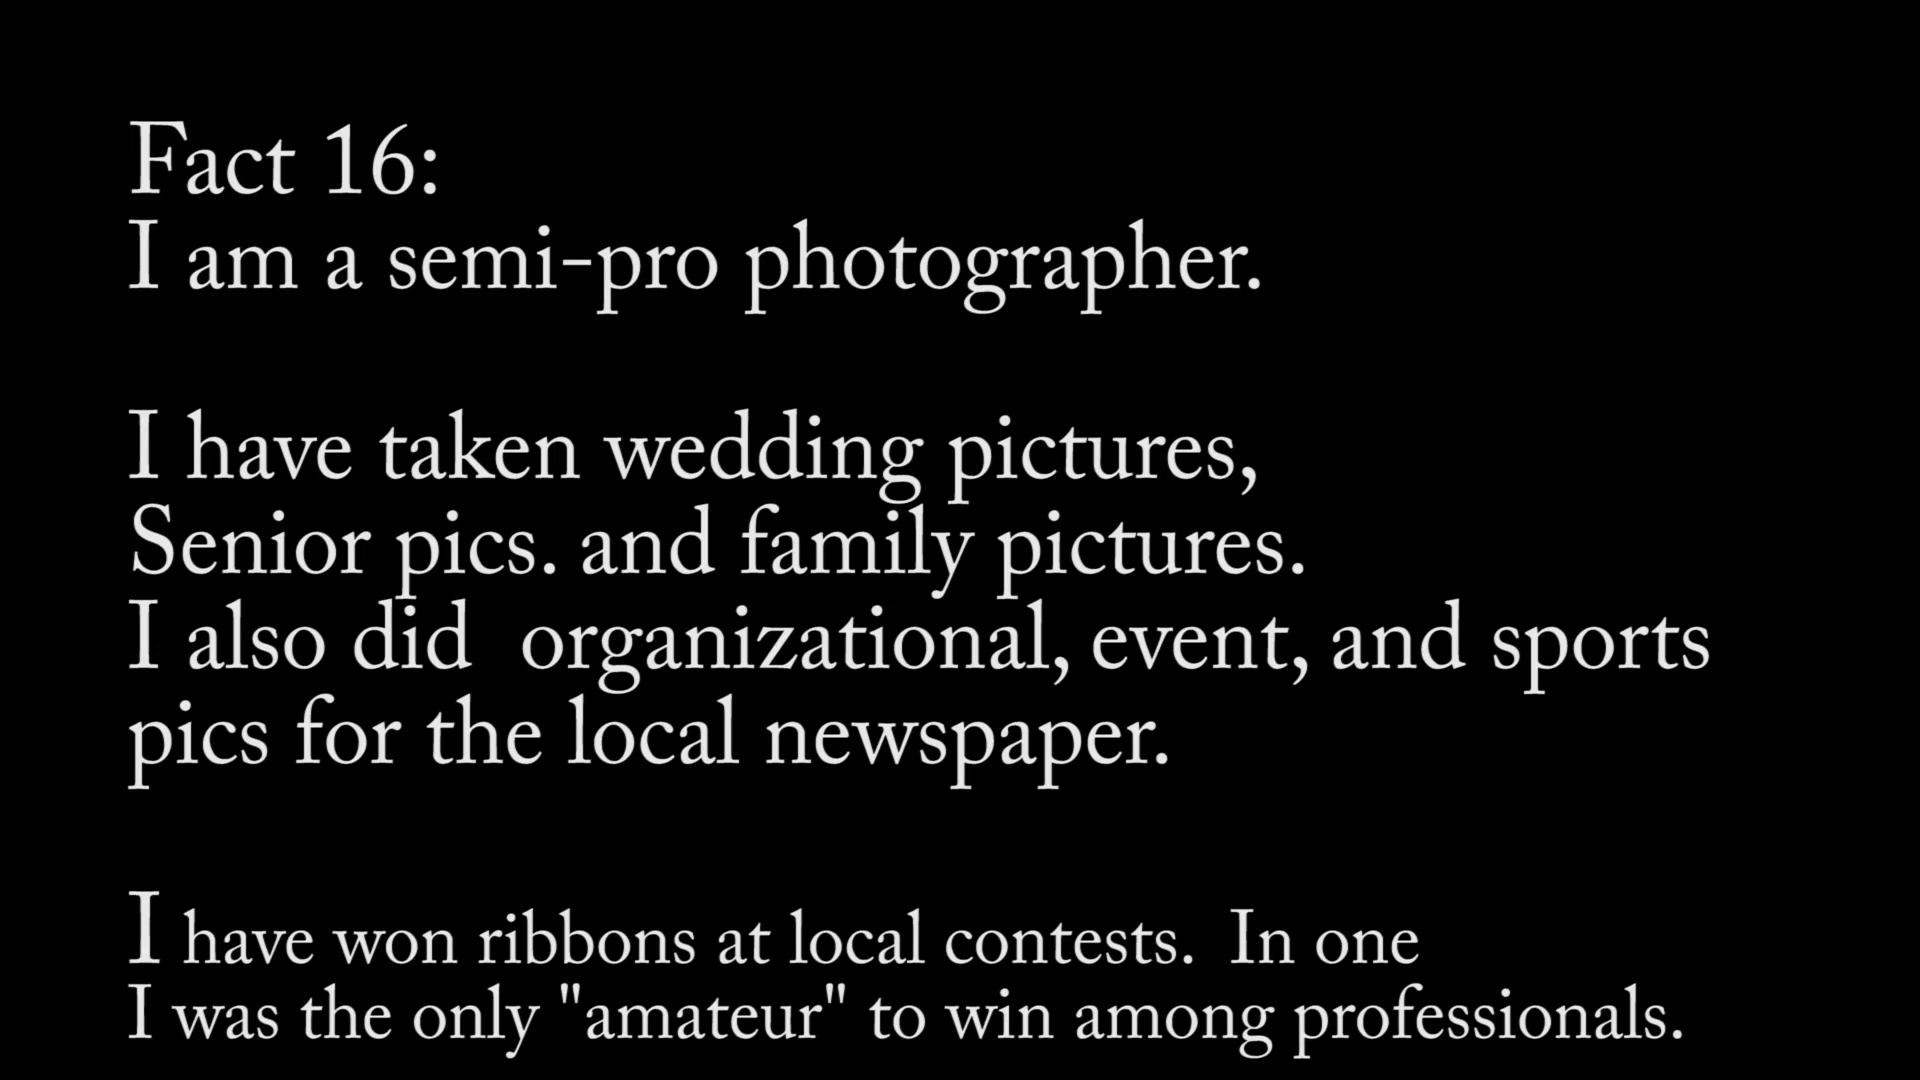 Fact 16:
I am a semi-pro photographer.
I have taken wedding pictures,
Senior pics. and family pictures.
I also did  organizational, event, and sports
pics for the local newspaper.
I have won ribbons at local contests.  In one
I was the only "amateur" to win among professionals.